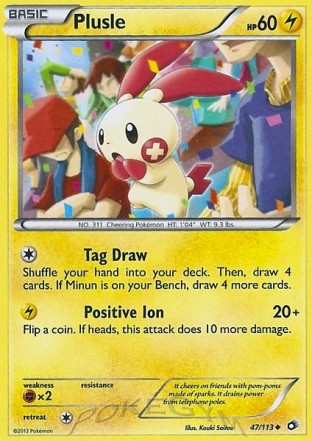 BASIC
Plusle
HP60
NO. 311 Cheering Pokémon HT: 1'04" WT: 9.3 lbs.
Tag Draw
Shuffle your hand into your deck. Then, draw 4
cards. If Minun is on your Bench, draw 4 more cards.
Positive Ion 20+
Flip a coin. If heads, this attack does 10 more damage.
weakness resistance
×2
retreat
It cheers on friends with pom-poms
made of sparks. It drains power
from telephone poles.
©2013 Pokémon
Illus. Kouki Saitou
47/113